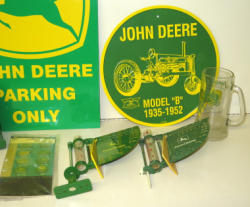 JOHN DEERE
PARKING
ONLY
JOHN DEERE
MODEL "B"
1935-1952